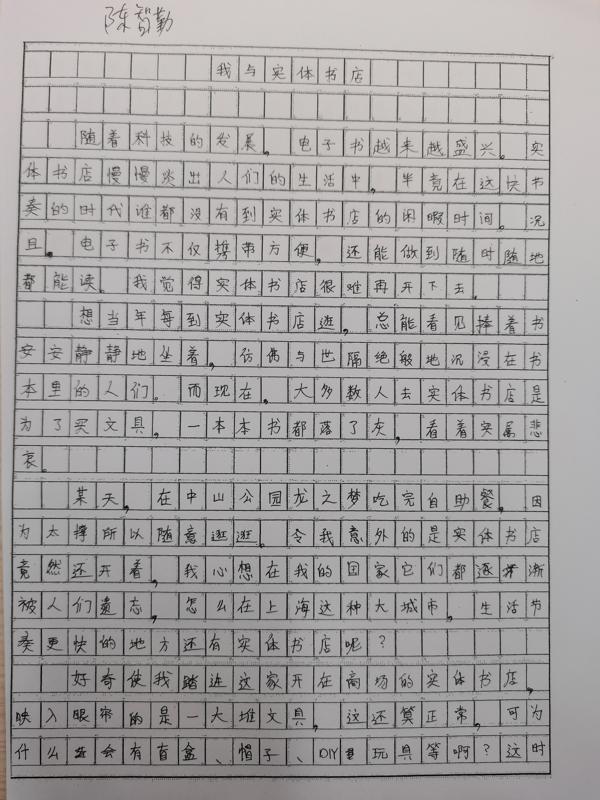 陈智勤
我与实体书店
随着科技的发展。电子书越来越盛兴。实
体书店慢慢淡出人们的生活中，毕竟在这快节
奏的时代谁都没有到实体书店的闲暇时间。况
且。电子书不仅携带方便，还能做到随时随地
都能读。我觉得实体书店很难再开下去。
想当年每到实体书店逛，总能看见捧着书
安安静静地坐着，仿佛与世隔绝般地沉浸在书
本里的人们。而现在，大多数人去实体书店是
为了买文具，一本本书都落了灰，看着实属悲
哀。
某天，在中山公园龙之梦吃完自助餐。因
为太撑所以随意逛逛。令我意外的是实体书店
竟然还开着，我心想在我的国家它们都逐渐
被人们遗忘，怎么在上海这种大城市，生活节
奏更快的地方还有实体书店呢？
好奇使我踏进这家开在商场的实体书店，
映入眼帘的是一大堆文具，这还算正常，可为
什么会有盲盒、帽子、DIY玩具等啊？这时